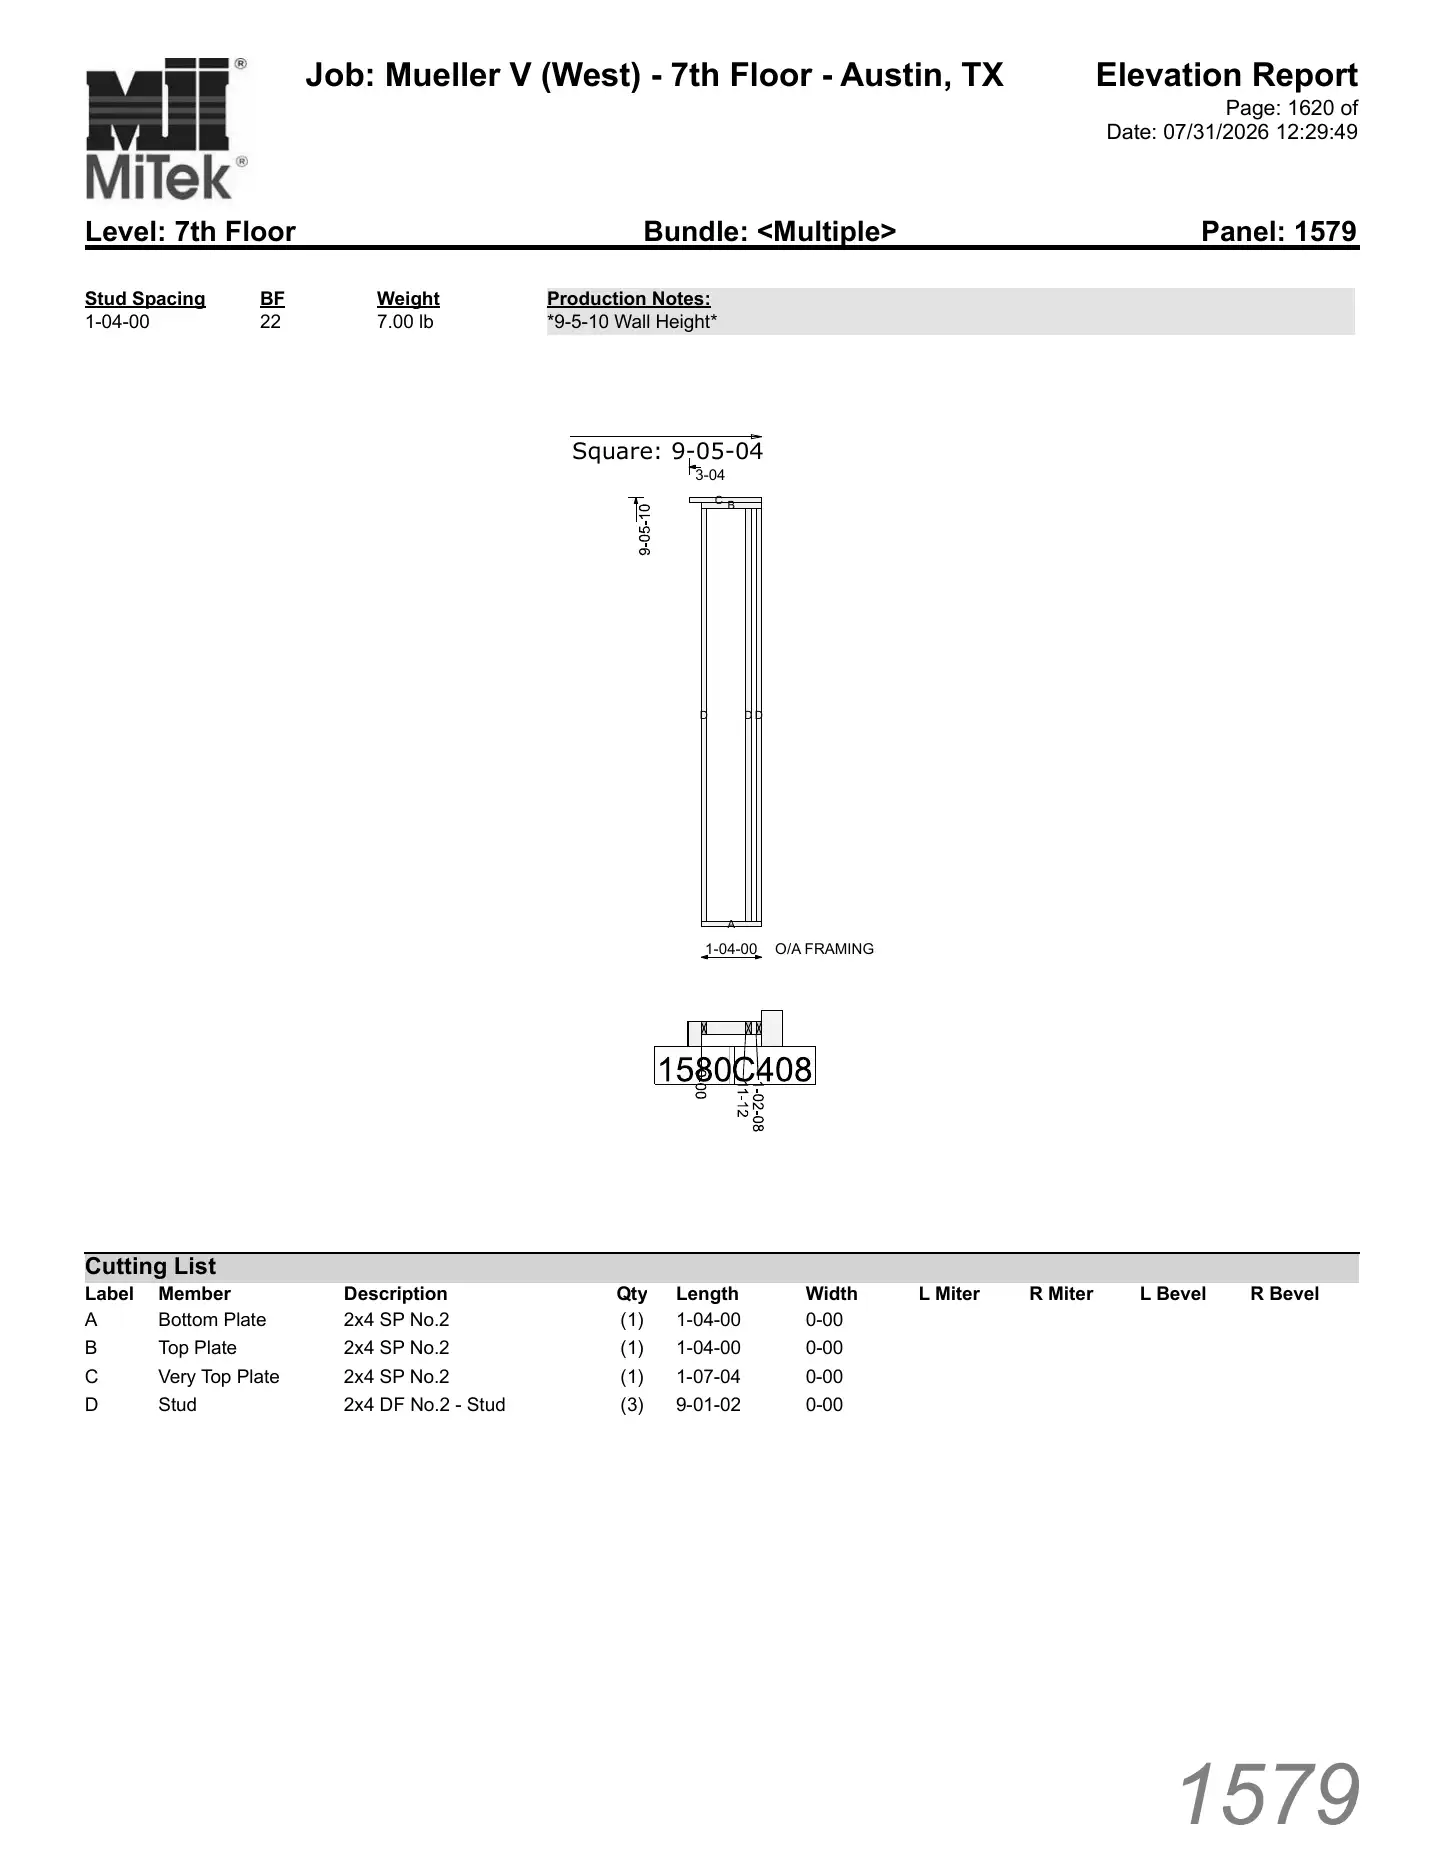 MiTek®
Job: Mueller V (West) - 7th Floor - Austin, TX
Elevation Report
Page: 1620 of
Date: 07/31/2026 12:29:49
Level: 7th Floor Bundle: <Multiple> Panel: 1579
Stud Spacing BF Weight Production Notes:
1-04-00 22 7.00 lb *9-5-10 Wall Height*
Square: 9-05-04
3-04
9-05-10
C
B
D D D
A
1-04-00 O/A FRAMING
1580 C408
11-12
1-02-08
Cutting List
Label Member Description Qty Length Width L Miter R Miter L Bevel R Bevel
A Bottom Plate 2x4 SP No.2 (1) 1-04-00 0-00
B Top Plate 2x4 SP No.2 (1) 1-04-00 0-00
C Very Top Plate 2x4 SP No.2 (1) 1-07-04 0-00
D Stud 2x4 DF No.2 - Stud (3) 9-01-02 0-00
1579